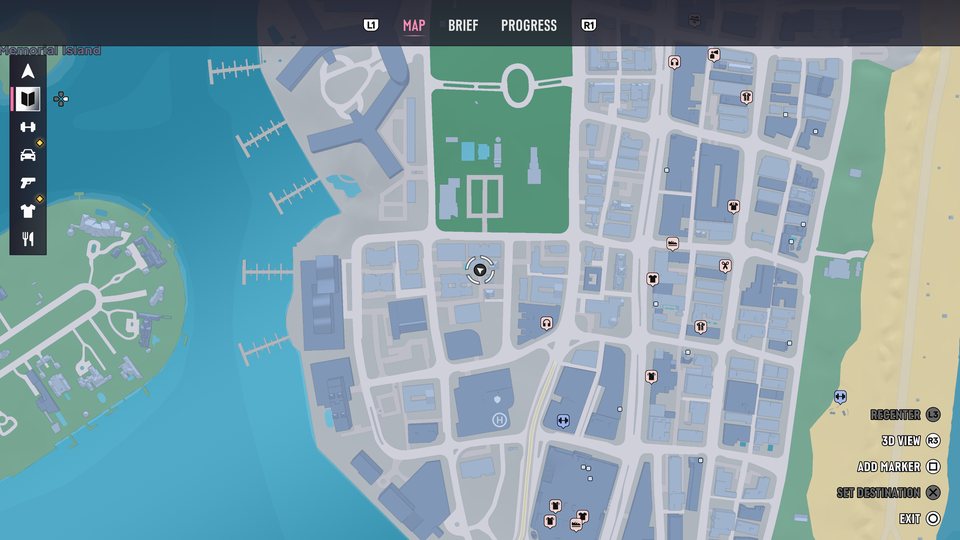 L1 MAP BRIEF PROGRESS R1
Memorial Island
H
RECENTER L3
3D VIEW R3
ADD MARKER
SET DESTINATION
EXIT